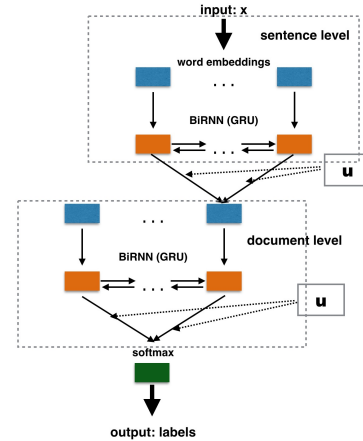 input: x
sentence level
word embeddings
. . .
BiRNN (GRU)
. . .
u
. . .
document level
BiRNN (GRU)
. . .
u
softmax
output: labels